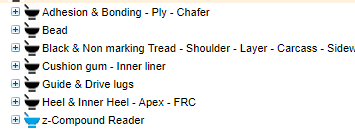 Adhesion & Bonding - Ply - Chafer
Bead
Black & Non marking Tread - Shoulder - Layer - Carcass - Sidew
Cushion gum - Inner liner
Guide & Drive lugs
Heel & Inner Heel - Apex - FRC
z-Compound Reader